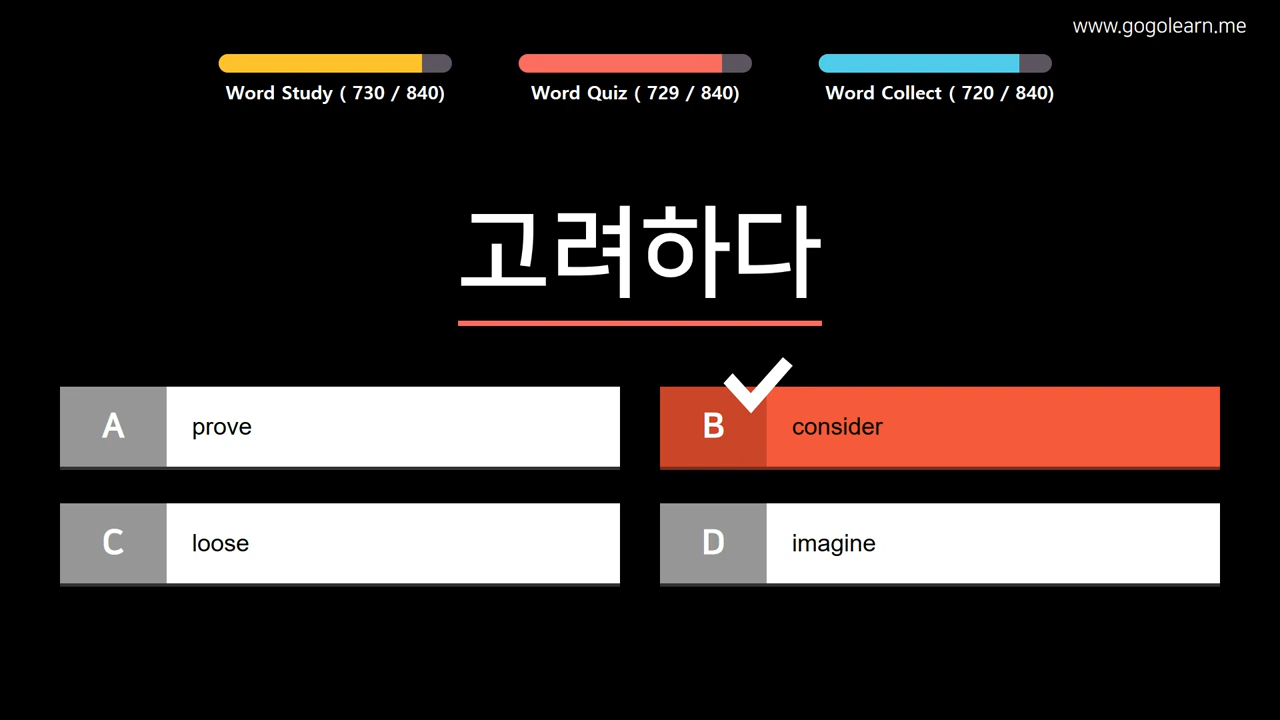 www.gogolearn.me
Word Study ( 730 / 840)
Word Quiz ( 729 / 840)
Word Collect ( 720 / 840)
고려하다
A prove
B consider
C loose
D imagine